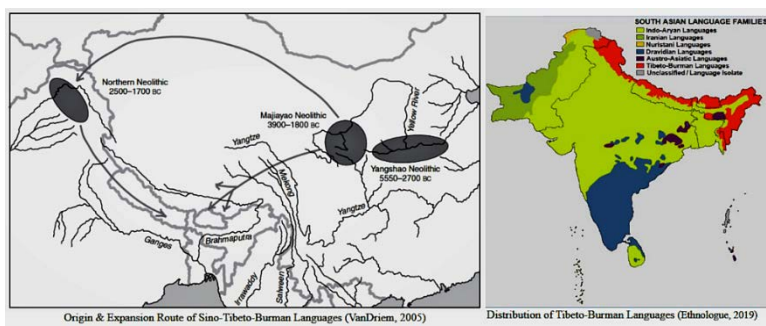 Northern Neolithic
2500–1700 BC
Majiayao Neolithic
3900–1800 BC
Yellow River
Yangtze
Mekong
Yangshao Neolithic
5550–2700 BC
Yangtze
Ganges
Brahmaputra
Irrawaddy
Salween
Origin & Expansion Route of Sino-Tibeto-Burman Languages (VanDriem, 2005)
SOUTH ASIAN LANGUAGE FAMILIES
Indo-Aryan Languages
Iranian Languages
Nuristani Languages
Dravidian Languages
Austro-Asiatic Languages
Tibeto-Burman Languages
Unclassified / Language Isolate
Distribution of Tibeto-Burman Languages (Ethnologue, 2019)